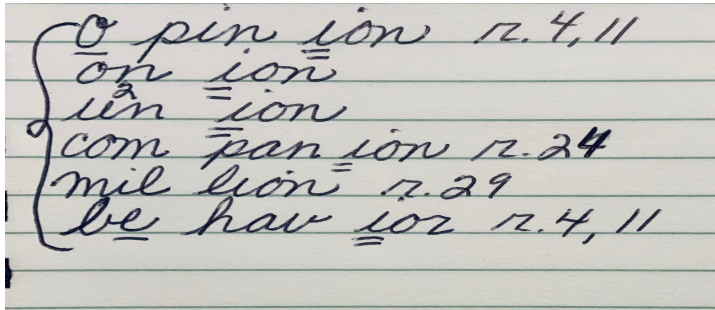 o pin ion r. 4, 11
on ion
un 2 ion
com pan ion r. 24
mil lion r. 29
be hav ior r. 4, 11